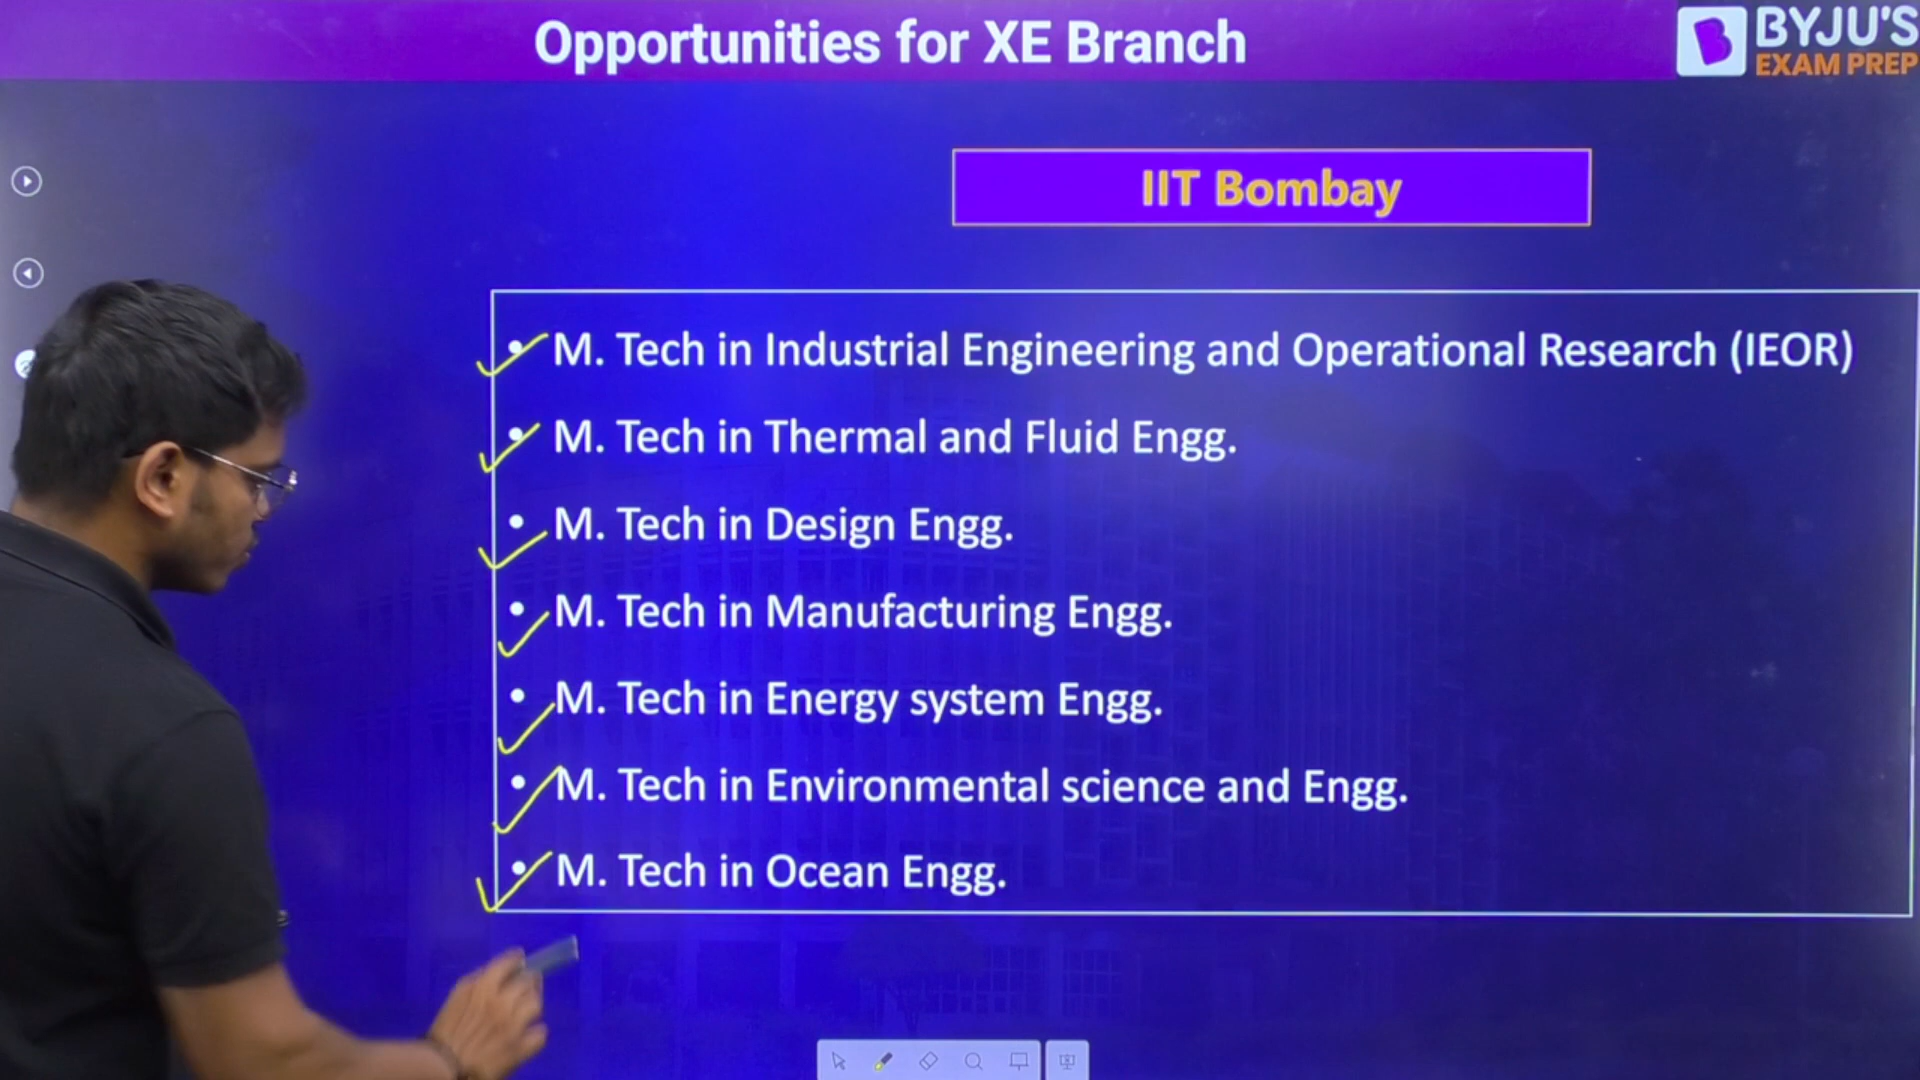 Opportunities for XE Branch
BYJU'S
EXAM PREP
IIT Bombay
• M. Tech in Industrial Engineering and Operational Research (IEOR)
• M. Tech in Thermal and Fluid Engg.
• M. Tech in Design Engg.
• M. Tech in Manufacturing Engg.
• M. Tech in Energy system Engg.
• M. Tech in Environmental science and Engg.
• M. Tech in Ocean Engg.